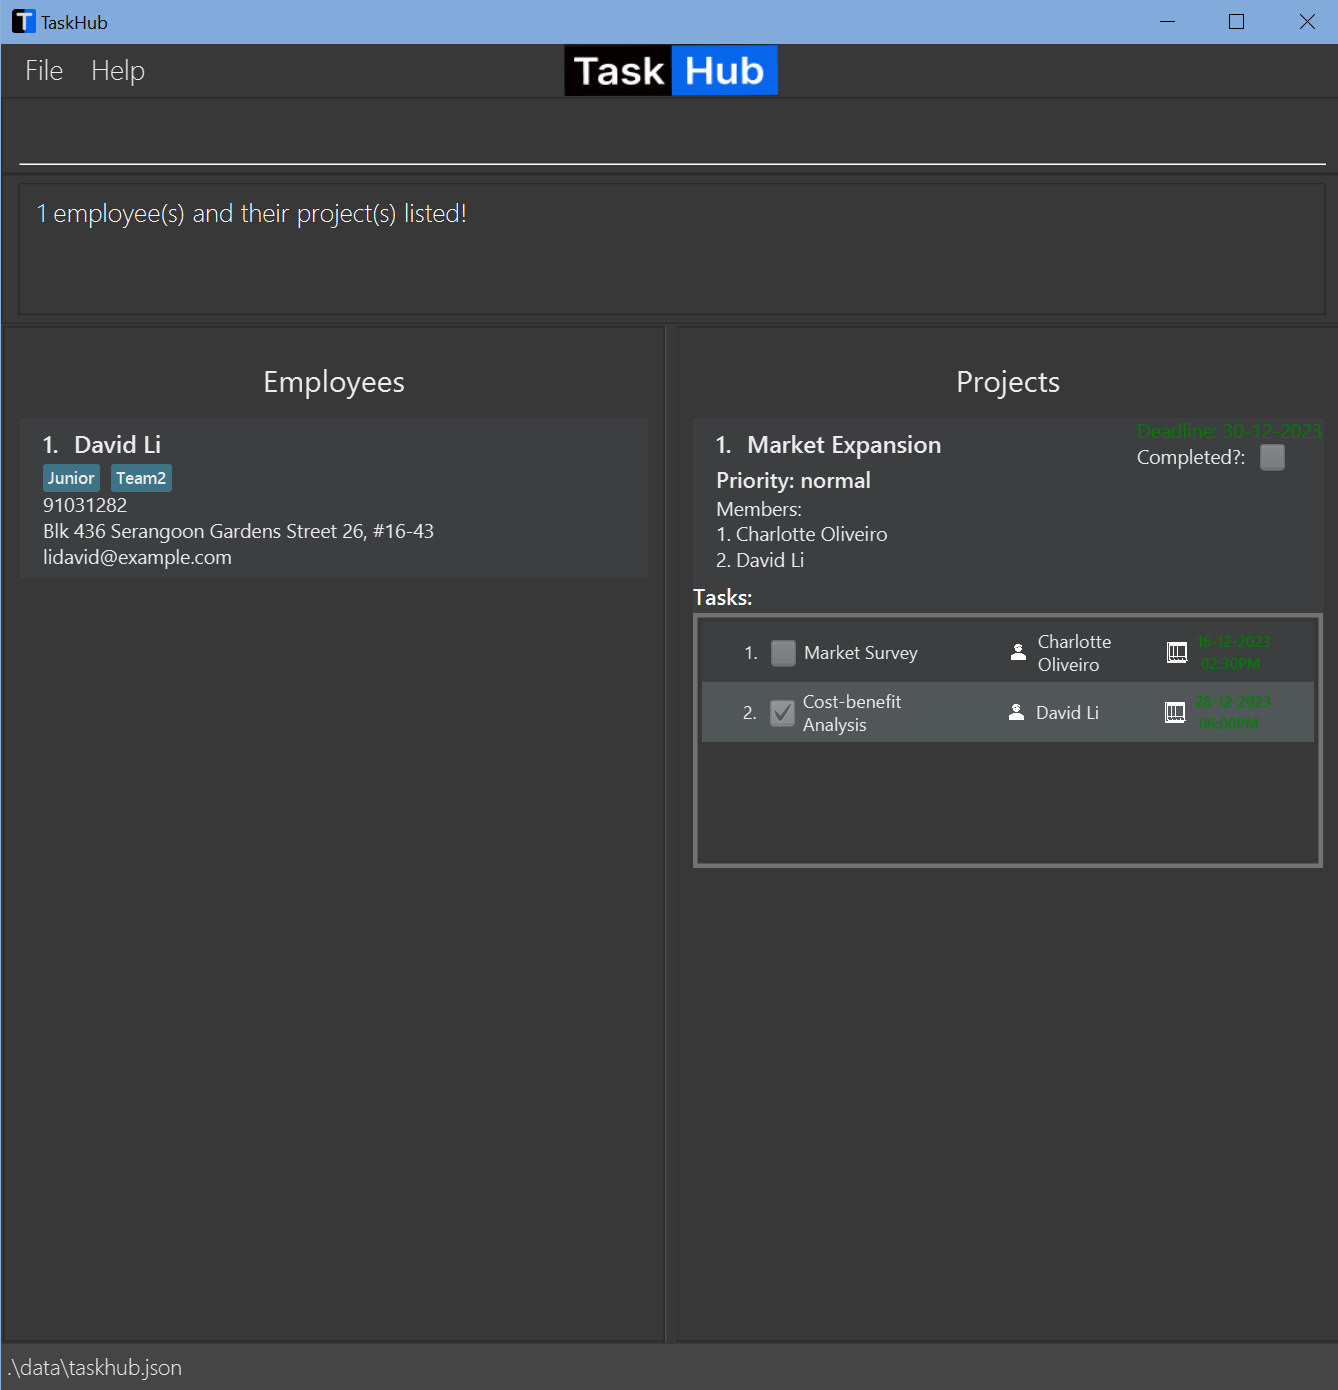 TaskHub
File Help
Task Hub
1 employee(s) and their project(s) listed!
Employees
1. David Li
Junior Team2
91031282
Blk 436 Serangoon Gardens Street 26, #16-43
lidavid@example.com
Projects
1. Market Expansion
Deadline: 30-12-2023
Completed?:
Priority: normal
Members:
1. Charlotte Oliveiro
2. David Li
Tasks:
1. Market Survey
Charlotte
Oliveiro
16-12-2023
02:30PM
2. Cost-benefit
Analysis
David Li
28-12-2023
06:00PM
.\data\taskhub.json